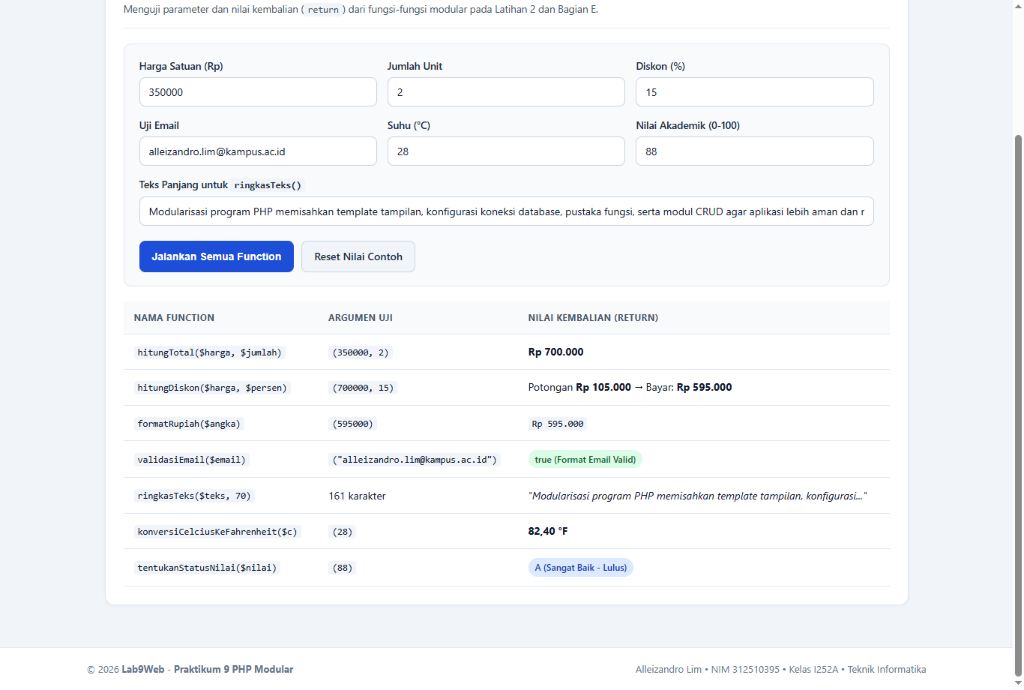 Menguji parameter dan nilai kembalian ( return ) dari fungsi-fungsi modular pada Latihan 2 dan Bagian E.
Harga Satuan (Rp) Jumlah Unit Diskon (%)
350000 2 15
Uji Email Suhu (°C) Nilai Akademik (0-100)
alleizandro.lim@kampus.ac.id 28 88
Teks Panjang untuk ringkasTeks()
Modularisasi program PHP memisahkan template tampilan, konfigurasi koneksi database, pustaka fungsi, serta modul CRUD agar aplikasi lebih aman dan r
Jalankan Semua Function Reset Nilai Contoh
NAMA FUNCTION ARGUMEN UJI NILAI KEMBALIAN (RETURN)
hitungTotal($harga, $jumlah) (350000, 2) Rp 700.000
hitungDiskon($harga, $persen) (700000, 15) Potongan Rp 105.000 → Bayar: Rp 595.000
formatRupiah($angka) (595000) Rp 595.000
validasiEmail($email) ("alleizandro.lim@kampus.ac.id") true (Format Email Valid)
ringkasTeks($teks, 70) 161 karakter "Modularisasi program PHP memisahkan template tampilan, konfigurasi..."
konversiCelciusKeFahrenheit($c) (28) 82,40 °F
tentukanStatusNilai($nilai) (88) A (Sangat Baik - Lulus)
© 2026 Lab9Web - Praktikum 9 PHP Modular Alleizandro Lim • NIM 312510395 • Kelas I252A • Teknik Informatika